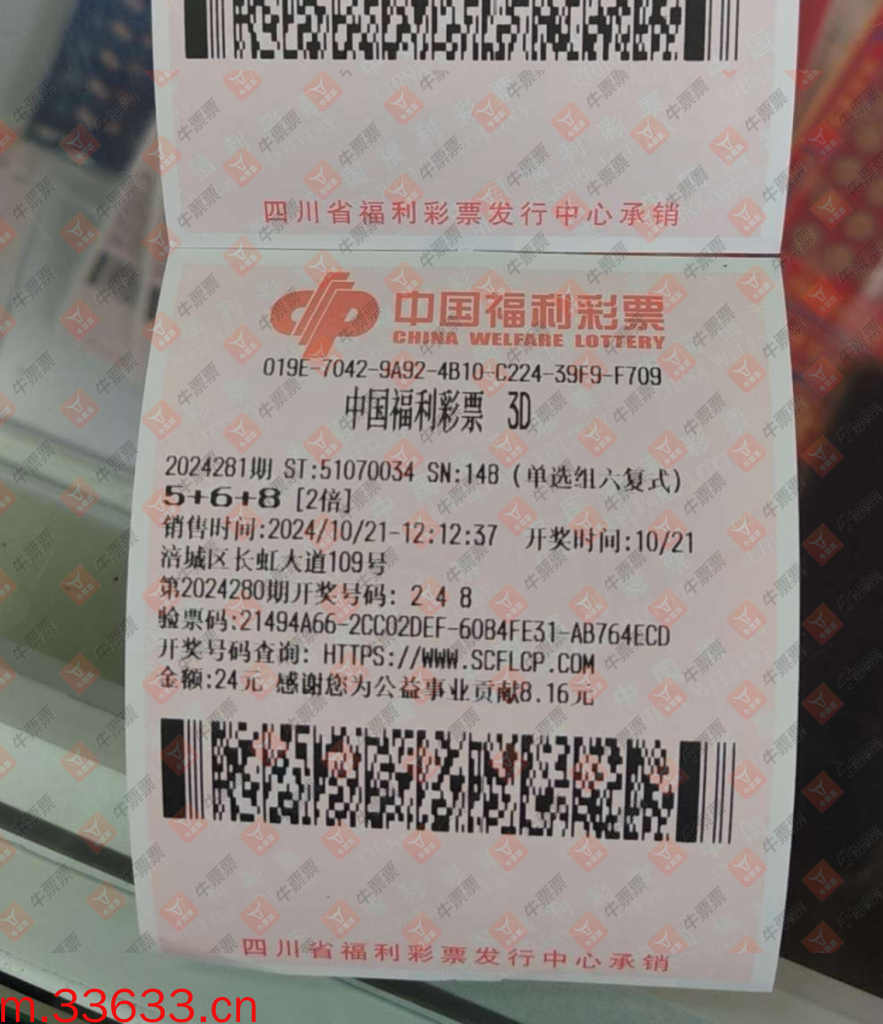 四川省福利彩票发行中心承销
中国福利彩票
CHINA WELFARE LOTTERY
019E-7042-9A92-4B10-C224-39F9-F709
中国福利彩票 3D
2024281期 ST:51070034 SN:148 (单选组六复式)
5+6+8 [2倍]
销售时间:2024/10/21-12:12:37 开奖时间:10/21
涪城区长虹大道109号
第2024280期开奖号码: 2 4 8
验票码:21494A66-2CC02DEF-60B4FE31-AB764ECD
开奖号码查询: HTTPS://WWW.SCFLCP.COM
金额:24元 感谢您为公益事业贡献8.16元
四川省福利彩票发行中心承销
m.33633.cn
牛票票